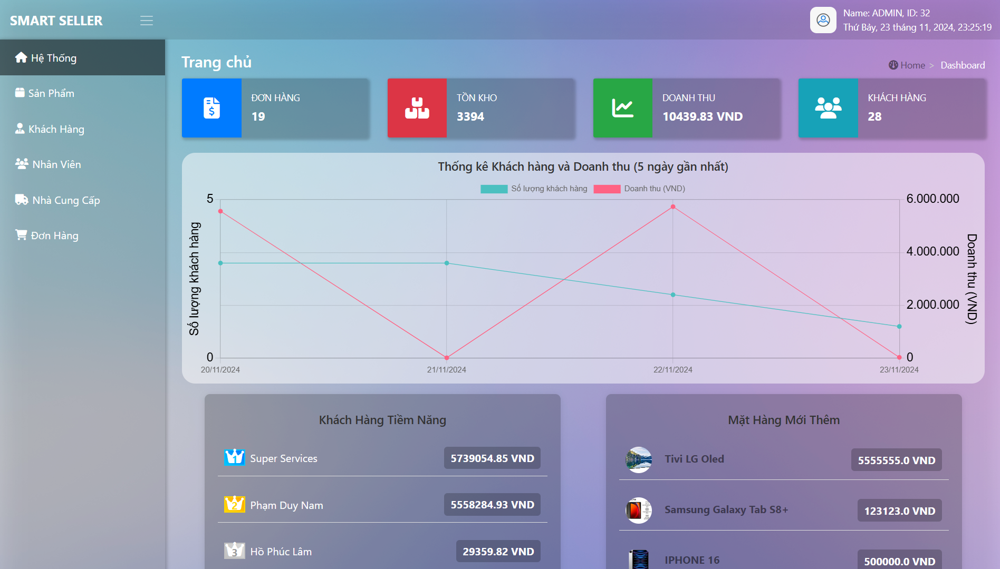 SMART SELLER
Name: ADMIN, ID: 32
Thứ Bảy, 23 tháng 11, 2024, 23:25:19
Hệ Thống
Sản Phẩm
Khách Hàng
Nhân Viên
Nhà Cung Cấp
Đơn Hàng
Trang chủ
Home > Dashboard
ĐƠN HÀNG
19
TỒN KHO
3394
DOANH THU
10439.83 VND
KHÁCH HÀNG
28
Thống kê Khách hàng và Doanh thu (5 ngày gần nhất)
Số lượng khách hàng
Doanh thu (VND)
Số lượng khách hàng
5
0
6.000.000
4.000.000
2.000.000
0
Doanh thu (VND)
20/11/2024
21/11/2024
22/11/2024
23/11/2024
Khách Hàng Tiềm Năng
1 Super Services 5739054.85 VND
2 Phạm Duy Nam 5558284.93 VND
3 Hồ Phúc Lâm 29359.82 VND
Mặt Hàng Mới Thêm
Tivi LG Oled 5555555.0 VND
Samsung Galaxy Tab S8+ 123123.0 VND
IPHONE 16 500000.0 VND